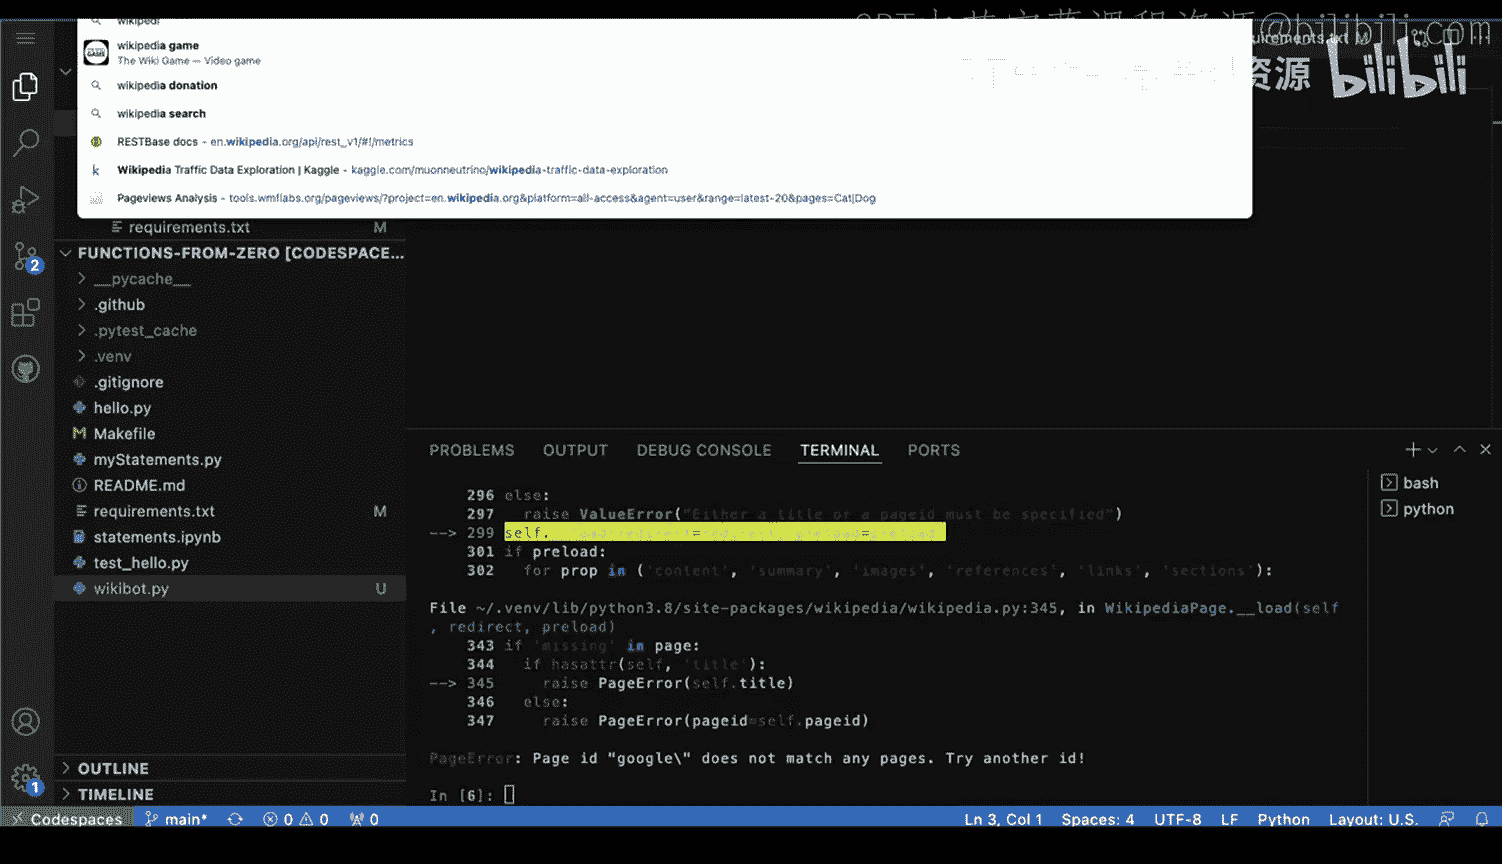 wikipedi
wikipedia game
The Wiki Game — Video game
wikipedia donation
wikipedia search
RESTBase docs - en.wikipedia.org/api/rest_v1/#!/metrics
Wikipedia Traffic Data Exploration | Kaggle - kaggle.com/muonneutrino/wikipedia-traffic-data-exploration
Pageviews Analysis - tools.wmflabs.org/pageviews/?project=en.wikipedia.org&platform=all-access&agent=user&range=latest-20&pages=Cat|Dog
@bilibili.com
资源 bilibili
requirements.txt M
FUNCTIONS-FROM-ZERO [CODESPACE...
__pycache__
.github
.pytest_cache
.venv
.gitignore
hello.py
Makefile
myStatements.py
README.md
requirements.txt M
statements.ipynb
test_hello.py
wikibot.py U
OUTLINE
TIMELINE
2
1
PROBLEMS OUTPUT DEBUG CONSOLE TERMINAL PORTS
bash
python
296 else:
297 raise ValueError("Either a title or a pageid must be specified")
--> 299 self.
301 if preload:
302 for prop in ('content', 'summary', 'images', 'references', 'links', 'sections'):
File ~/.venv/lib/python3.8/site-packages/wikipedia/wikipedia.py:345, in WikipediaPage.__load(self
, redirect, preload)
343 if 'missing' in page:
344 if hasattr(self, 'title'):
--> 345 raise PageError(self.title)
346 else:
347 raise PageError(pageid=self.pageid)
PageError: Page id "google\" does not match any pages. Try another id!
In [6]:
Codespaces main* 0 0 0 Ln 3, Col 1 Spaces: 4 UTF-8 LF Python Layout: U.S.